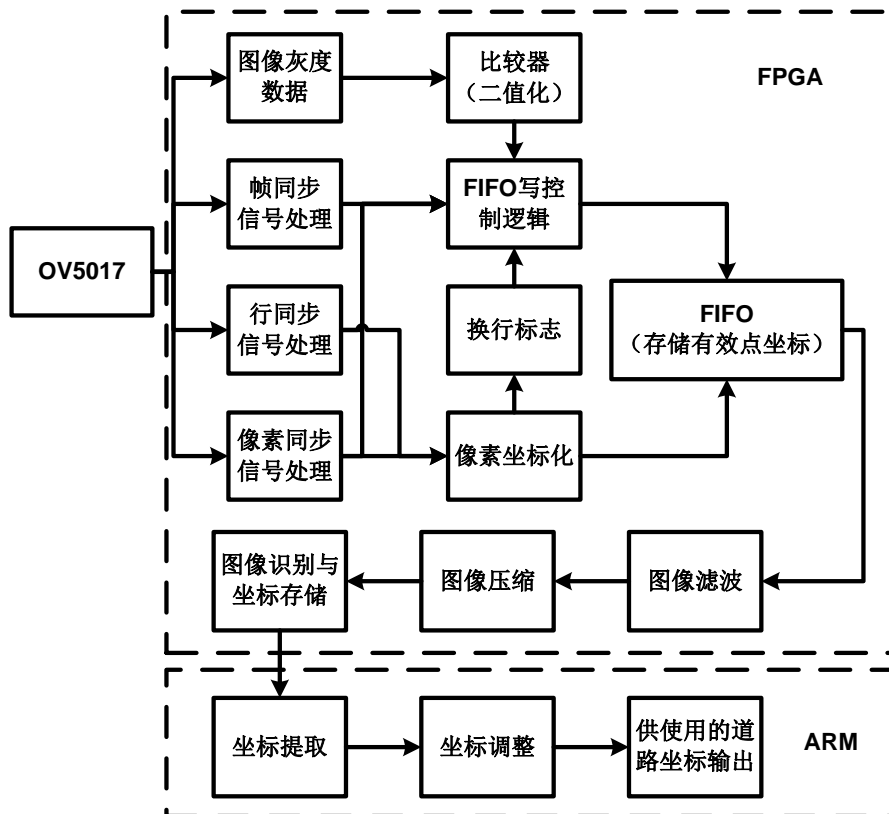 图像灰度
数据
比较器
（二值化）
FPGA
帧同步
信号处理
FIFO写控
制逻辑
OV5017
行同步
信号处理
换行标志
FIFO
（存储有效点坐标）
像素同步
信号处理
像素坐标化
图像识别与
坐标存储
图像压缩
图像滤波
坐标提取
坐标调整
供使用的道
路坐标输出
ARM